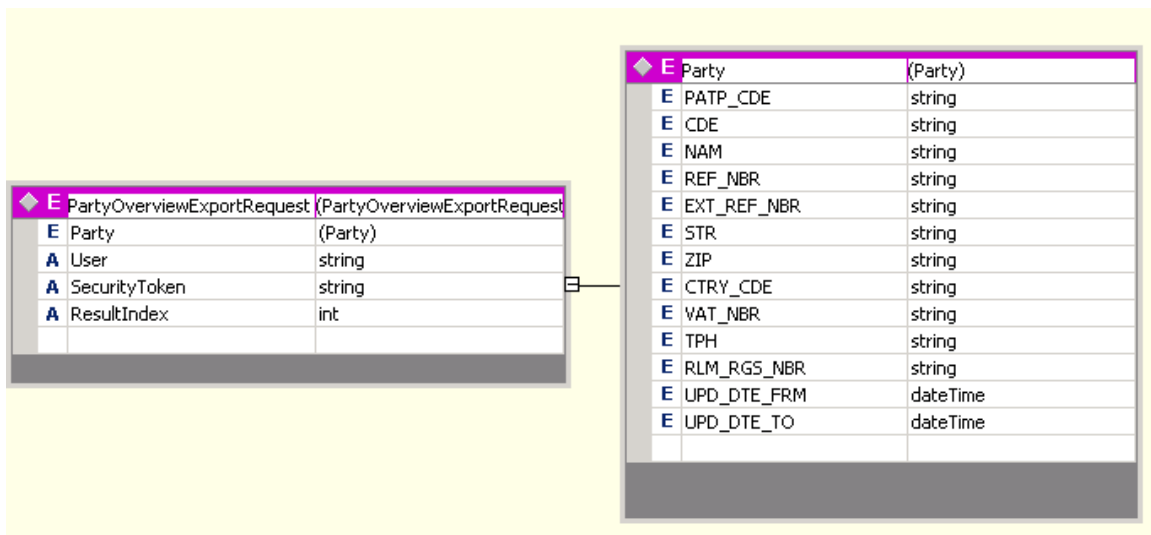 E PartyOverviewExportRequest (PartyOverviewExportRequest
E Party (Party)
A User string
A SecurityToken string
A ResultIndex int
E Party (Party)
E PATP_CDE string
E CDE string
E NAM string
E REF_NBR string
E EXT_REF_NBR string
E STR string
E ZIP string
E CTRY_CDE string
E VAT_NBR string
E TPH string
E RLM_RGS_NBR string
E UPD_DTE_FRM dateTime
E UPD_DTE_TO dateTime